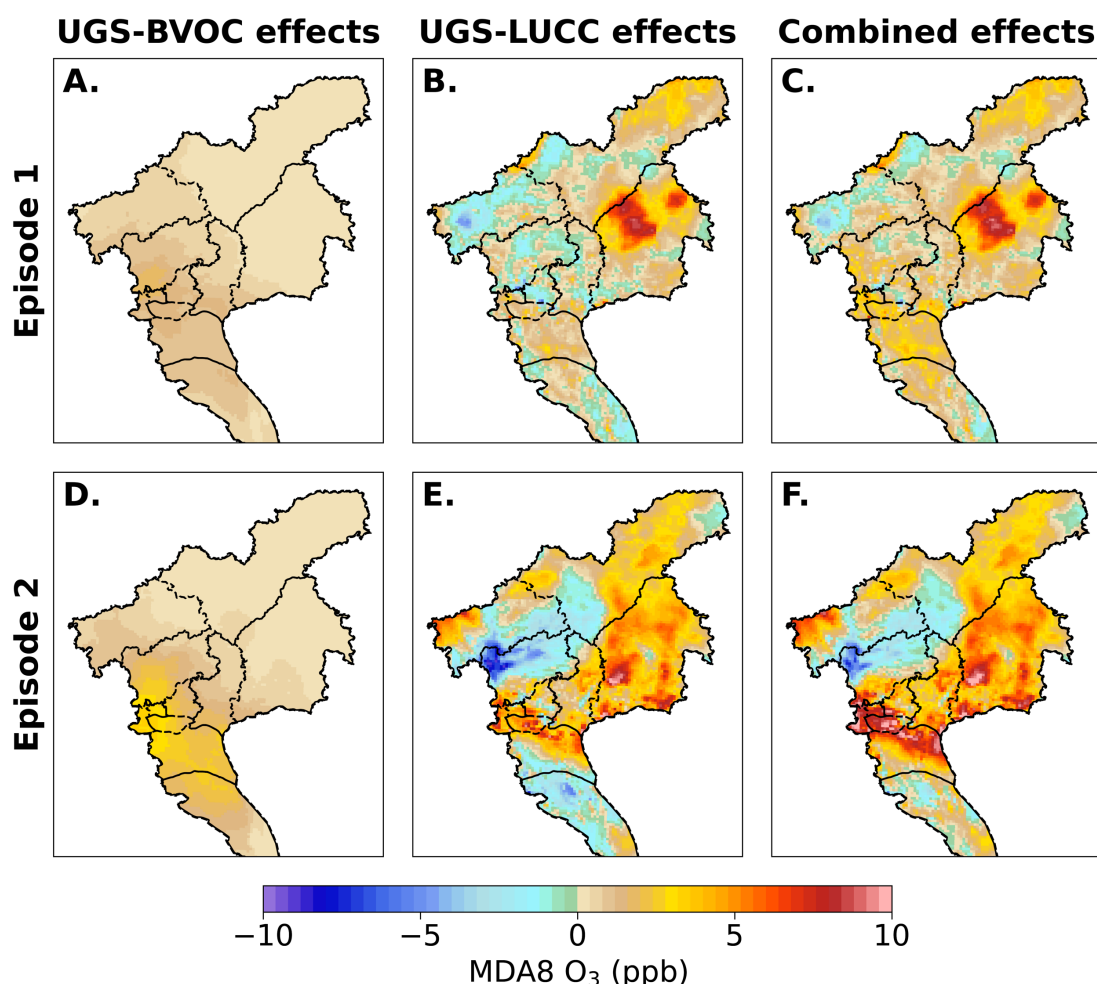 UGS-BVOC effects UGS-LUCC effects Combined effects
A. B. C.
Episode 1
D. E. F.
Episode 2
−10 −5 0 5 10
MDA8 O₃ (ppb)